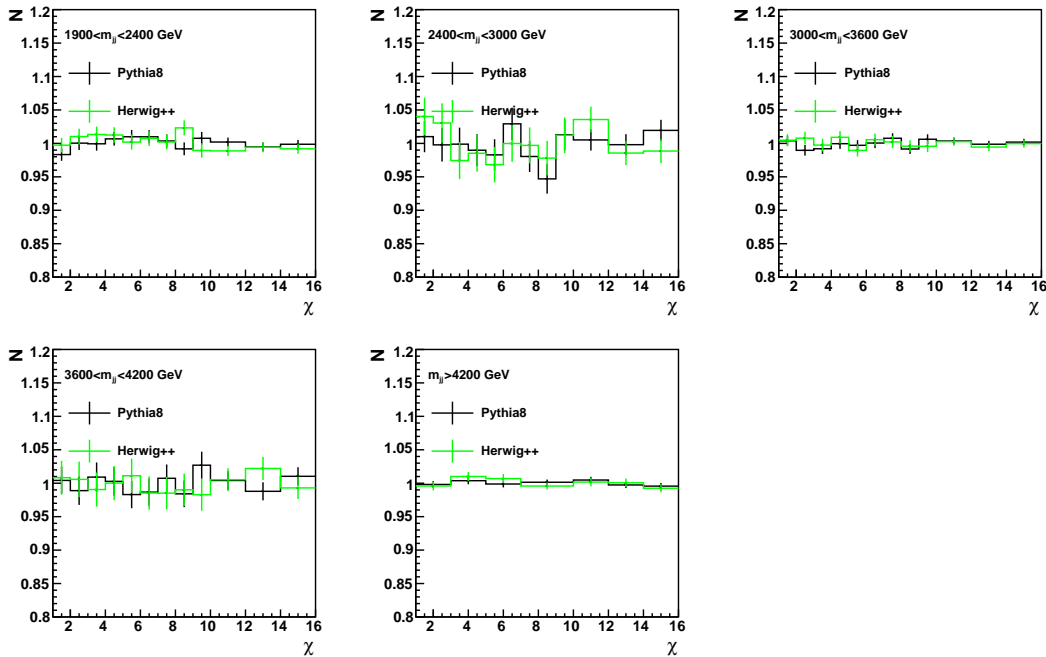 N
1.2
1.15
1.1
1.05
1
0.95
0.9
0.85
0.8
1900<m_jj<2400 GeV
Pythia8
Herwig++
2 4 6 8 10 12 14 16
χ
N
1.2
1.15
1.1
1.05
1
0.95
0.9
0.85
0.8
2400<m_jj<3000 GeV
Pythia8
Herwig++
2 4 6 8 10 12 14 16
χ
N
1.2
1.15
1.1
1.05
1
0.95
0.9
0.85
0.8
3000<m_jj<3600 GeV
Pythia8
Herwig++
2 4 6 8 10 12 14 16
χ
N
1.2
1.15
1.1
1.05
1
0.95
0.9
0.85
0.8
3600<m_jj<4200 GeV
Pythia8
Herwig++
2 4 6 8 10 12 14 16
χ
N
1.2
1.15
1.1
1.05
1
0.95
0.9
0.85
0.8
m_jj>4200 GeV
Pythia8
Herwig++
2 4 6 8 10 12 14 16
χ